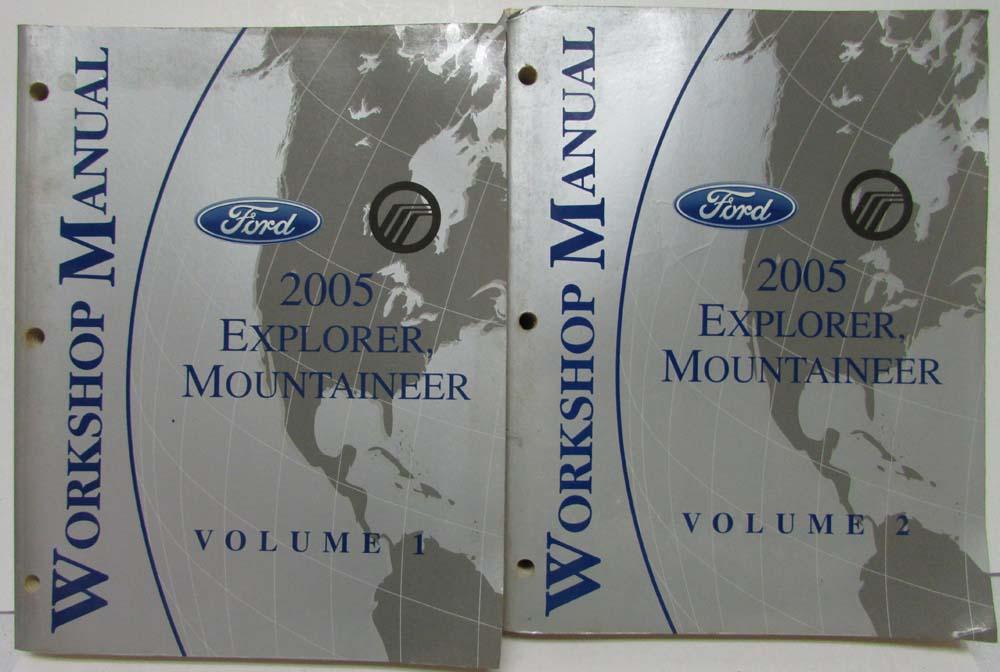 WORKSHOP MANUAL
Ford
2005
EXPLORER,
MOUNTAINEER
VOLUME 1
WORKSHOP MANUAL
Ford
2005
EXPLORER,
MOUNTAINEER
VOLUME 2